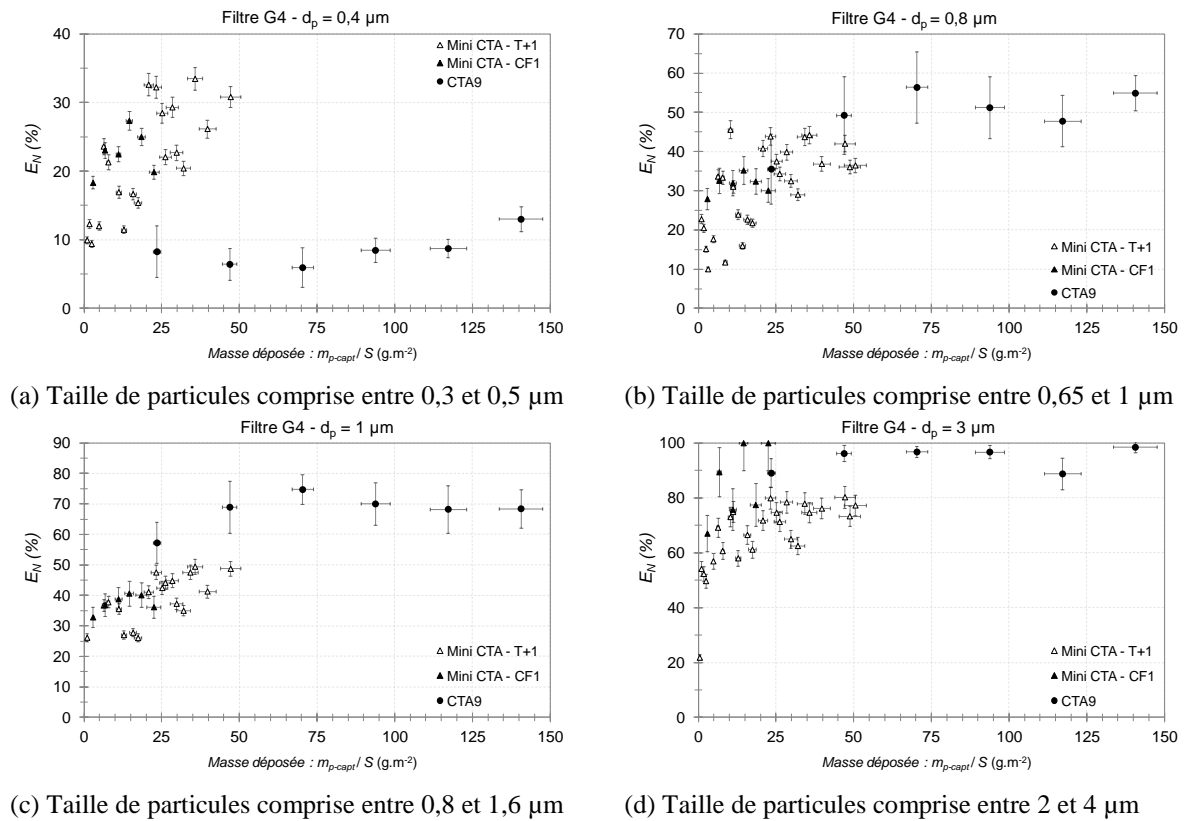 Filtre G4 - dp = 0,4 µm
40
30
20
10
0
EN (%)
Mini CTA - T+1
Mini CTA - CF1
CTA9
0 25 50 75 100 125 150
Masse déposée : mp-capt / S (g.m-2)
(a) Taille de particules comprise entre 0,3 et 0,5 µm
Filtre G4 - dp = 0,8 µm
70
60
50
40
30
20
10
0
EN (%)
Mini CTA - T+1
Mini CTA - CF1
CTA9
0 25 50 75 100 125 150
Masse déposée : mp-capt / S (g.m-2)
(b) Taille de particules comprise entre 0,65 et 1 µm
Filtre G4 - dp = 1 µm
90
80
70
60
50
40
30
20
10
0
EN (%)
Mini CTA - T+1
Mini CTA - CF1
CTA9
0 25 50 75 100 125 150
Masse déposée : mp-capt / S (g.m-2)
(c) Taille de particules comprise entre 0,8 et 1,6 µm
Filtre G4 - dp = 3 µm
100
80
60
40
20
0
EN (%)
Mini CTA - T+1
Mini CTA - CF1
CTA9
0 25 50 75 100 125 150
Masse déposée : mp-capt / S (g.m-2)
(d) Taille de particules comprise entre 2 et 4 µm